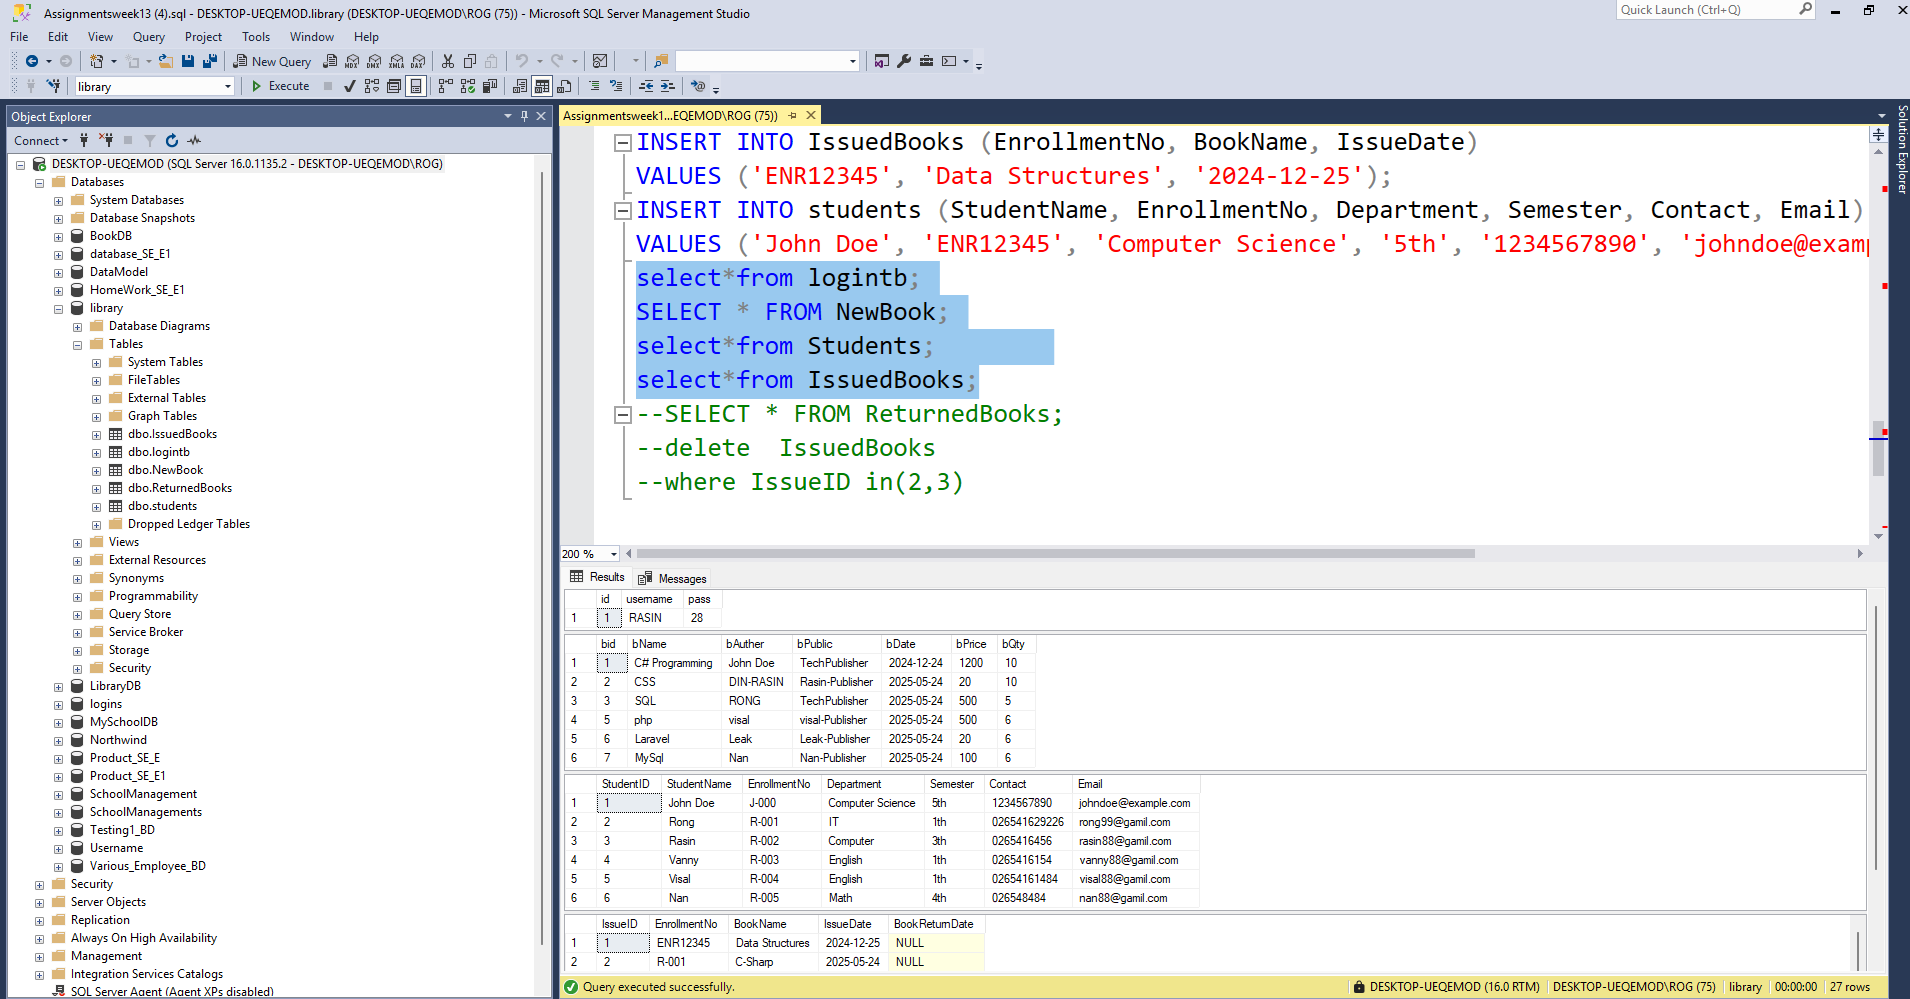 Assignmentsweek13 (4).sql - DESKTOP-UEQEMOD.library (DESKTOP-UEQEMOD\ROG (75)) - Microsoft SQL Server Management Studio
Quick Launch (Ctrl+Q)
File Edit View Query Project Tools Window Help
New Query
MDX DMX XMLA DAX
library
Execute
Object Explorer
Connect
DESKTOP-UEQEMOD (SQL Server 16.0.1135.2 - DESKTOP-UEQEMOD\ROG)
Databases
System Databases
Database Snapshots
BookDB
database_SE_E1
DataModel
HomeWork_SE_E1
library
Database Diagrams
Tables
System Tables
FileTables
External Tables
Graph Tables
dbo.IssuedBooks
dbo.logintb
dbo.NewBook
dbo.ReturnedBooks
dbo.students
Dropped Ledger Tables
Views
External Resources
Synonyms
Programmability
Query Store
Service Broker
Storage
Security
LibraryDB
logins
MySchoolDB
Northwind
Product_SE_E
Product_SE_E1
SchoolManagement
SchoolManagements
Testing1_BD
Username
Various_Employee_BD
Security
Server Objects
Replication
Always On High Availability
Management
Integration Services Catalogs
SQL Server Agent (Agent XPs disabled)
Assignmentsweek1...EQEMOD\ROG (75))
Solution Explorer
INSERT INTO IssuedBooks (EnrollmentNo, BookName, IssueDate)
VALUES ('ENR12345', 'Data Structures', '2024-12-25');
INSERT INTO students (StudentName, EnrollmentNo, Department, Semester, Contact, Email)
VALUES ('John Doe', 'ENR12345', 'Computer Science', '5th', '1234567890', 'johndoe@examp
select*from logintb;
SELECT * FROM NewBook;
select*from Students;
select*from IssuedBooks;
--SELECT * FROM ReturnedBooks;
--delete  IssuedBooks
--where IssueID in(2,3)
200 %
Results Messages
id username pass
1 1 RASIN 28
bid bName bAuther bPublic bDate bPrice bQty
1 1 C# Programming John Doe TechPublisher 2024-12-24 1200 10
2 2 CSS DIN-RASIN Rasin-Publisher 2025-05-24 20 10
3 3 SQL RONG TechPublisher 2025-05-24 500 5
4 5 php visal visal-Publisher 2025-05-24 500 6
5 6 Laravel Leak Leak-Publisher 2025-05-24 20 6
6 7 MySql Nan Nan-Publisher 2025-05-24 100 6
StudentID StudentName EnrollmentNo Department Semester Contact Email
1 1 John Doe J-000 Computer Science 5th 1234567890 johndoe@example.com
2 2 Rong R-001 IT 1th 026541629226 rong99@gamil.com
3 3 Rasin R-002 Computer 3th 0265416456 rasin88@gamil.com
4 4 Vanny R-003 English 1th 0265416154 vanny88@gamil.com
5 5 Visal R-004 English 1th 02654161484 visal88@gamil.com
6 6 Nan R-005 Math 4th 026548484 nan88@gamil.com
IssueID EnrollmentNo BookName IssueDate BookReturnDate
1 1 ENR12345 Data Structures 2024-12-25 NULL
2 2 R-001 C-Sharp 2025-05-24 NULL
Query executed successfully. DESKTOP-UEQEMOD (16.0 RTM) DESKTOP-UEQEMOD\ROG (75) library 00:00:00 27 rows